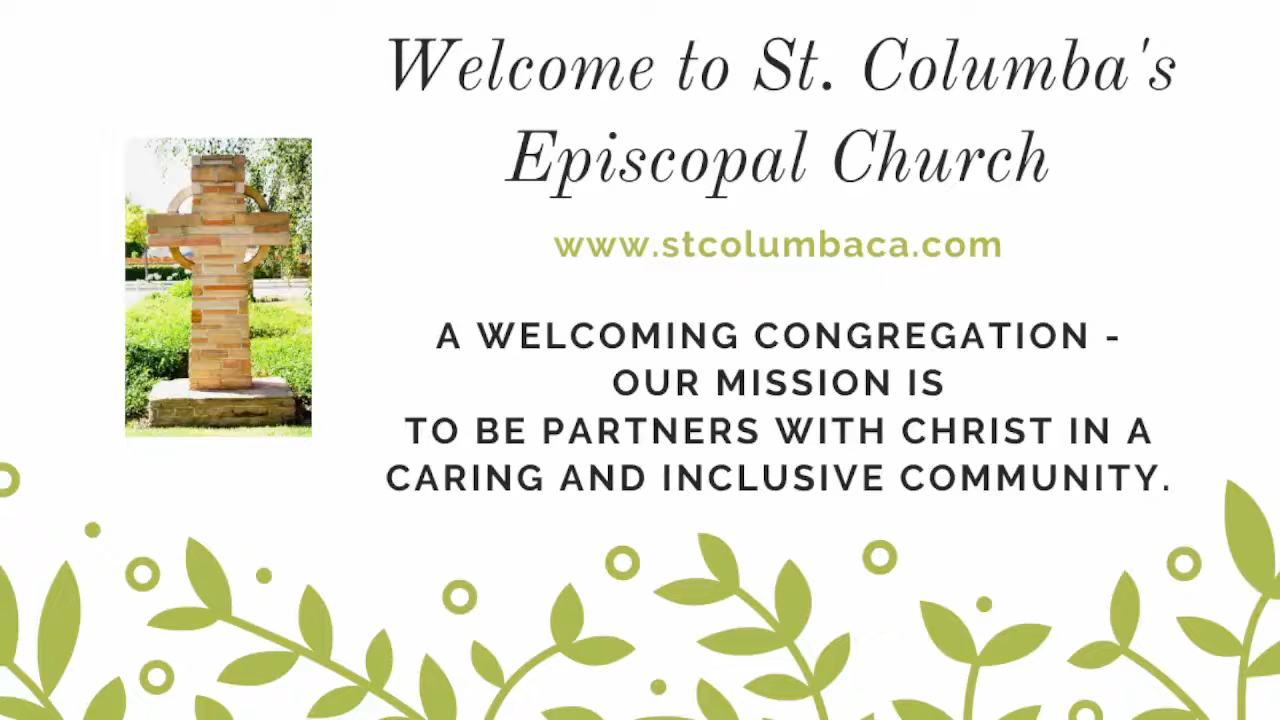 Welcome to St. Columba's
Episcopal Church
www.stcolumbaca.com
A WELCOMING CONGREGATION -
OUR MISSION IS
TO BE PARTNERS WITH CHRIST IN A
CARING AND INCLUSIVE COMMUNITY.